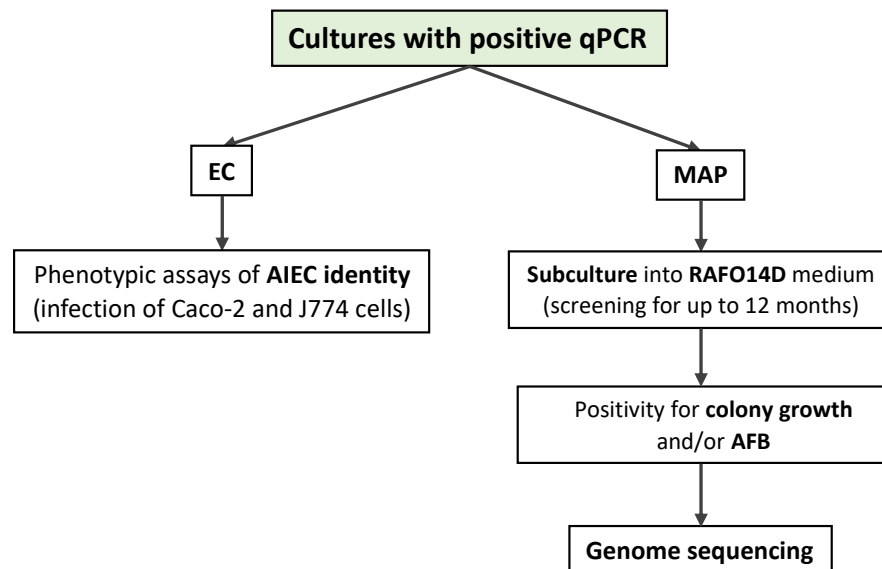 Cultures with positive qPCR
EC
MAP
Phenotypic assays of AIEC identity
(infection of Caco-2 and J774 cells)
Subculture into RAFO14D medium
(screening for up to 12 months)
Positivity for colony growth
and/or AFB
Genome sequencing